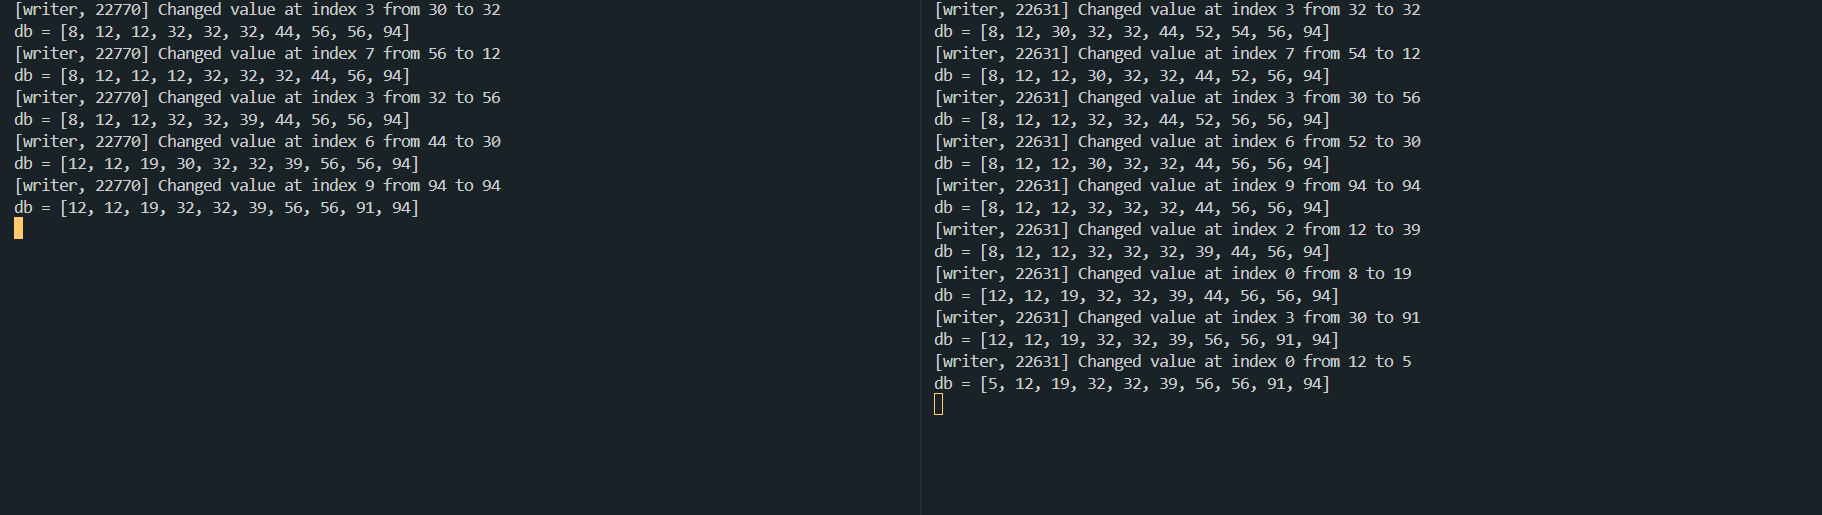 [writer, 22770] Changed value at index 3 from 30 to 32
db = [8, 12, 12, 32, 32, 32, 44, 56, 56, 94]
[writer, 22770] Changed value at index 7 from 56 to 12
db = [8, 12, 12, 12, 32, 32, 32, 44, 56, 94]
[writer, 22770] Changed value at index 3 from 32 to 56
db = [8, 12, 12, 32, 32, 39, 44, 56, 56, 94]
[writer, 22770] Changed value at index 6 from 44 to 30
db = [12, 12, 19, 30, 32, 32, 39, 56, 56, 94]
[writer, 22770] Changed value at index 9 from 94 to 94
db = [12, 12, 19, 32, 32, 39, 56, 56, 91, 94]
[writer, 22631] Changed value at index 3 from 32 to 32
db = [8, 12, 30, 32, 32, 44, 52, 54, 56, 94]
[writer, 22631] Changed value at index 7 from 54 to 12
db = [8, 12, 12, 30, 32, 32, 44, 52, 56, 94]
[writer, 22631] Changed value at index 3 from 30 to 56
db = [8, 12, 12, 32, 32, 44, 52, 56, 56, 94]
[writer, 22631] Changed value at index 6 from 52 to 30
db = [8, 12, 12, 30, 32, 32, 44, 56, 56, 94]
[writer, 22631] Changed value at index 9 from 94 to 94
db = [8, 12, 12, 32, 32, 32, 44, 56, 56, 94]
[writer, 22631] Changed value at index 2 from 12 to 39
db = [8, 12, 12, 32, 32, 32, 39, 44, 56, 94]
[writer, 22631] Changed value at index 0 from 8 to 19
db = [12, 12, 19, 32, 32, 39, 44, 56, 56, 94]
[writer, 22631] Changed value at index 3 from 30 to 91
db = [12, 12, 19, 32, 32, 39, 56, 56, 91, 94]
[writer, 22631] Changed value at index 0 from 12 to 5
db = [5, 12, 19, 32, 32, 39, 56, 56, 91, 94]